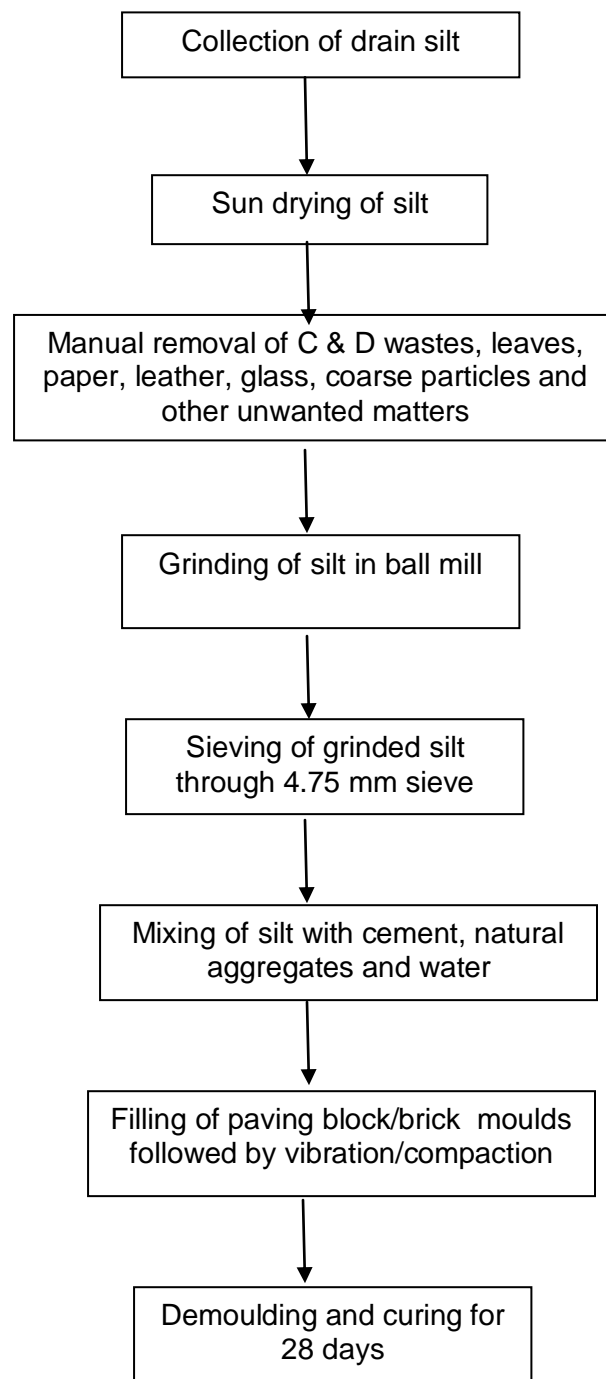 Collection of drain silt
Sun drying of silt
Manual removal of C & D wastes, leaves,
paper, leather, glass, coarse particles and
other unwanted matters
Grinding of silt in ball mill
Sieving of grinded silt
through 4.75 mm sieve
Mixing of silt with cement, natural
aggregates and water
Filling of paving block/brick moulds
followed by vibration/compaction
Demoulding and curing for
28 days